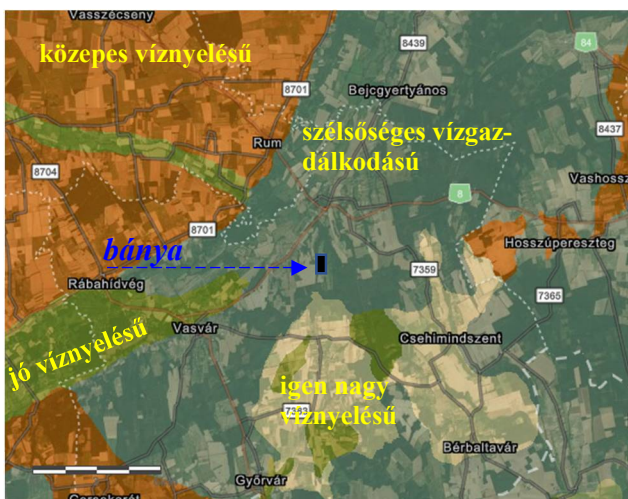 Vasszécseny
közepes víznyelésű
8439
84
8701
Bejcgyertyános
szélsőséges vízgaz-
dálkodású
Rum
8437
8704
Vashossz
8
8701
bánya
Hosszúpereszteg
Rábahídvég
7359
7365
Vasvár
Csehimindszent
jó víznyelésű
igen nagy
víznyelésű
Bérbaltavár
Győrvár